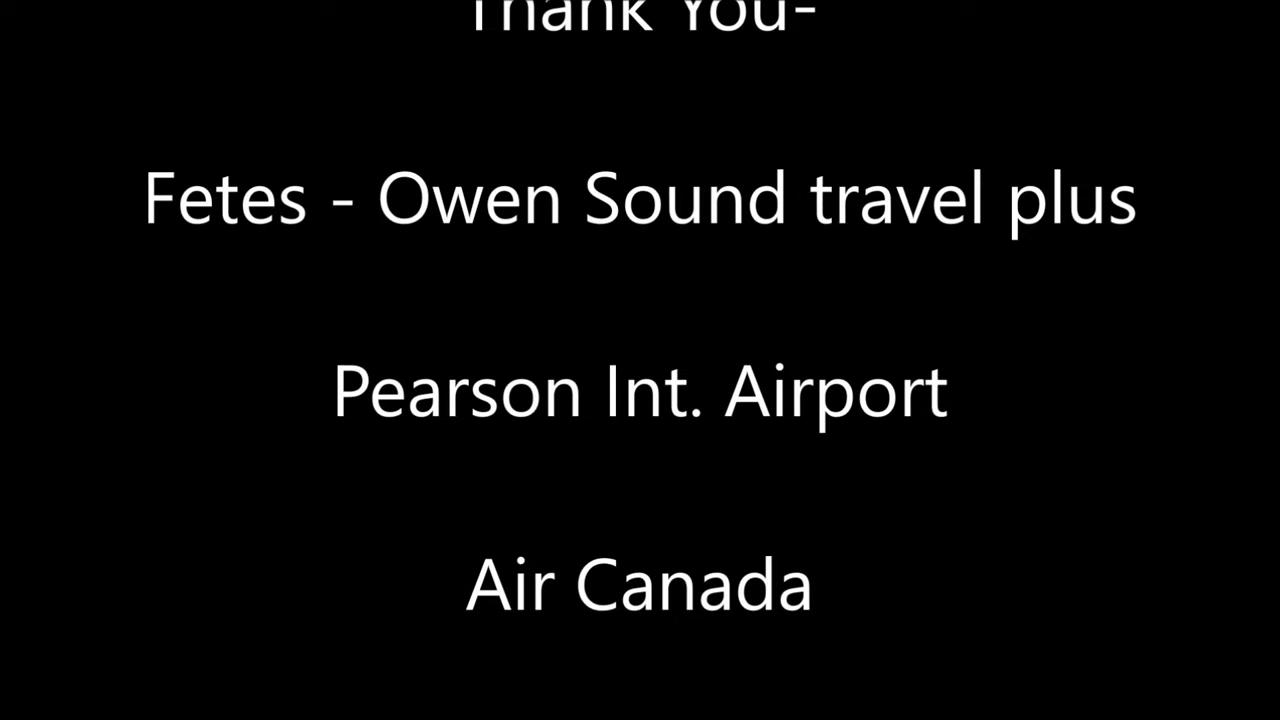 Thank You-
Fetes - Owen Sound travel plus
Pearson Int. Airport
Air Canada